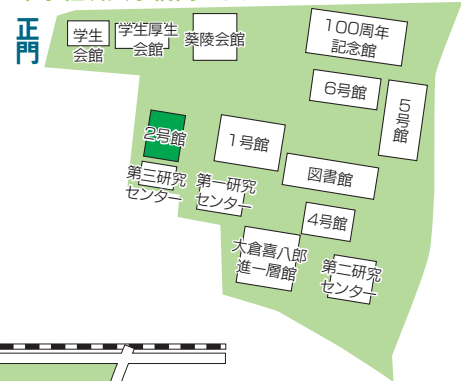 正門
学生
会館
学生厚生
会館
葵陵会館
100周年
記念館
6号館
5号館
2号館
1号館
図書館
第三研究
センター
第一研究
センター
4号館
大倉喜八郎
進一層館
第二研究
センター